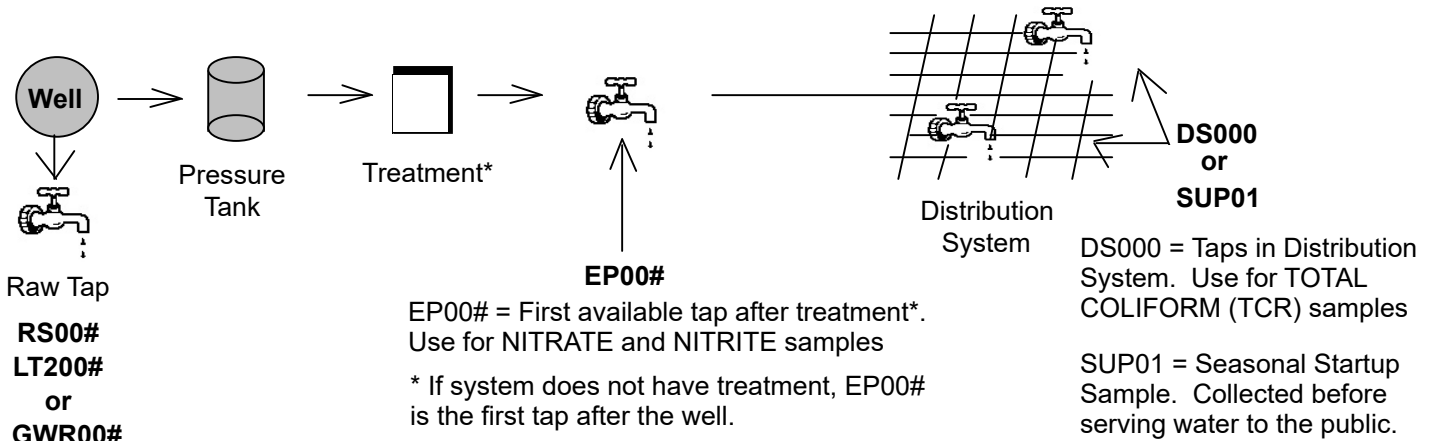 Well
Raw Tap
RS00#
LT200#
or
GWR00#
Pressure
Tank
Treatment*
EP00#
EP00# = First available tap after treatment*.
Use for NITRATE and NITRITE samples
* If system does not have treatment, EP00#
is the first tap after the well.
Distribution
System
DS000
or
SUP01
DS000 = Taps in Distribution
System. Use for TOTAL
COLIFORM (TCR) samples
SUP01 = Seasonal Startup
Sample. Collected before
serving water to the public.